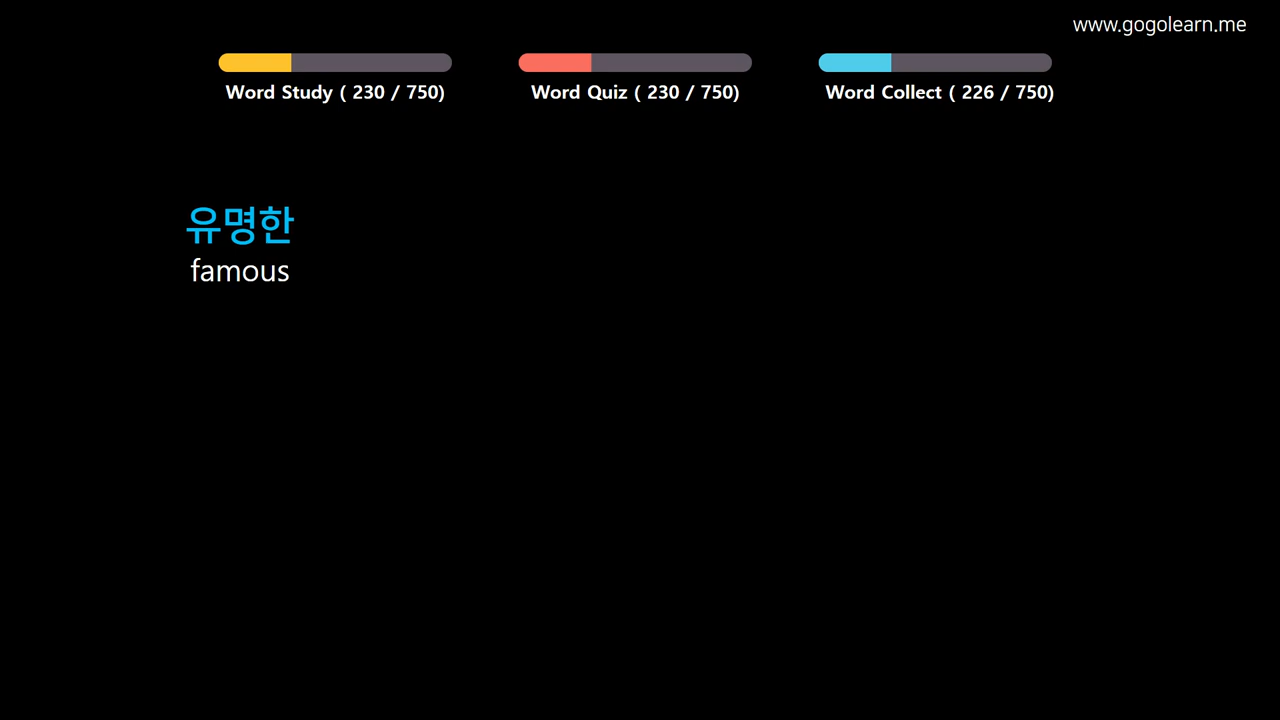 www.gogolearn.me
Word Study ( 230 / 750)
Word Quiz ( 230 / 750)
Word Collect ( 226 / 750)
유명한
famous